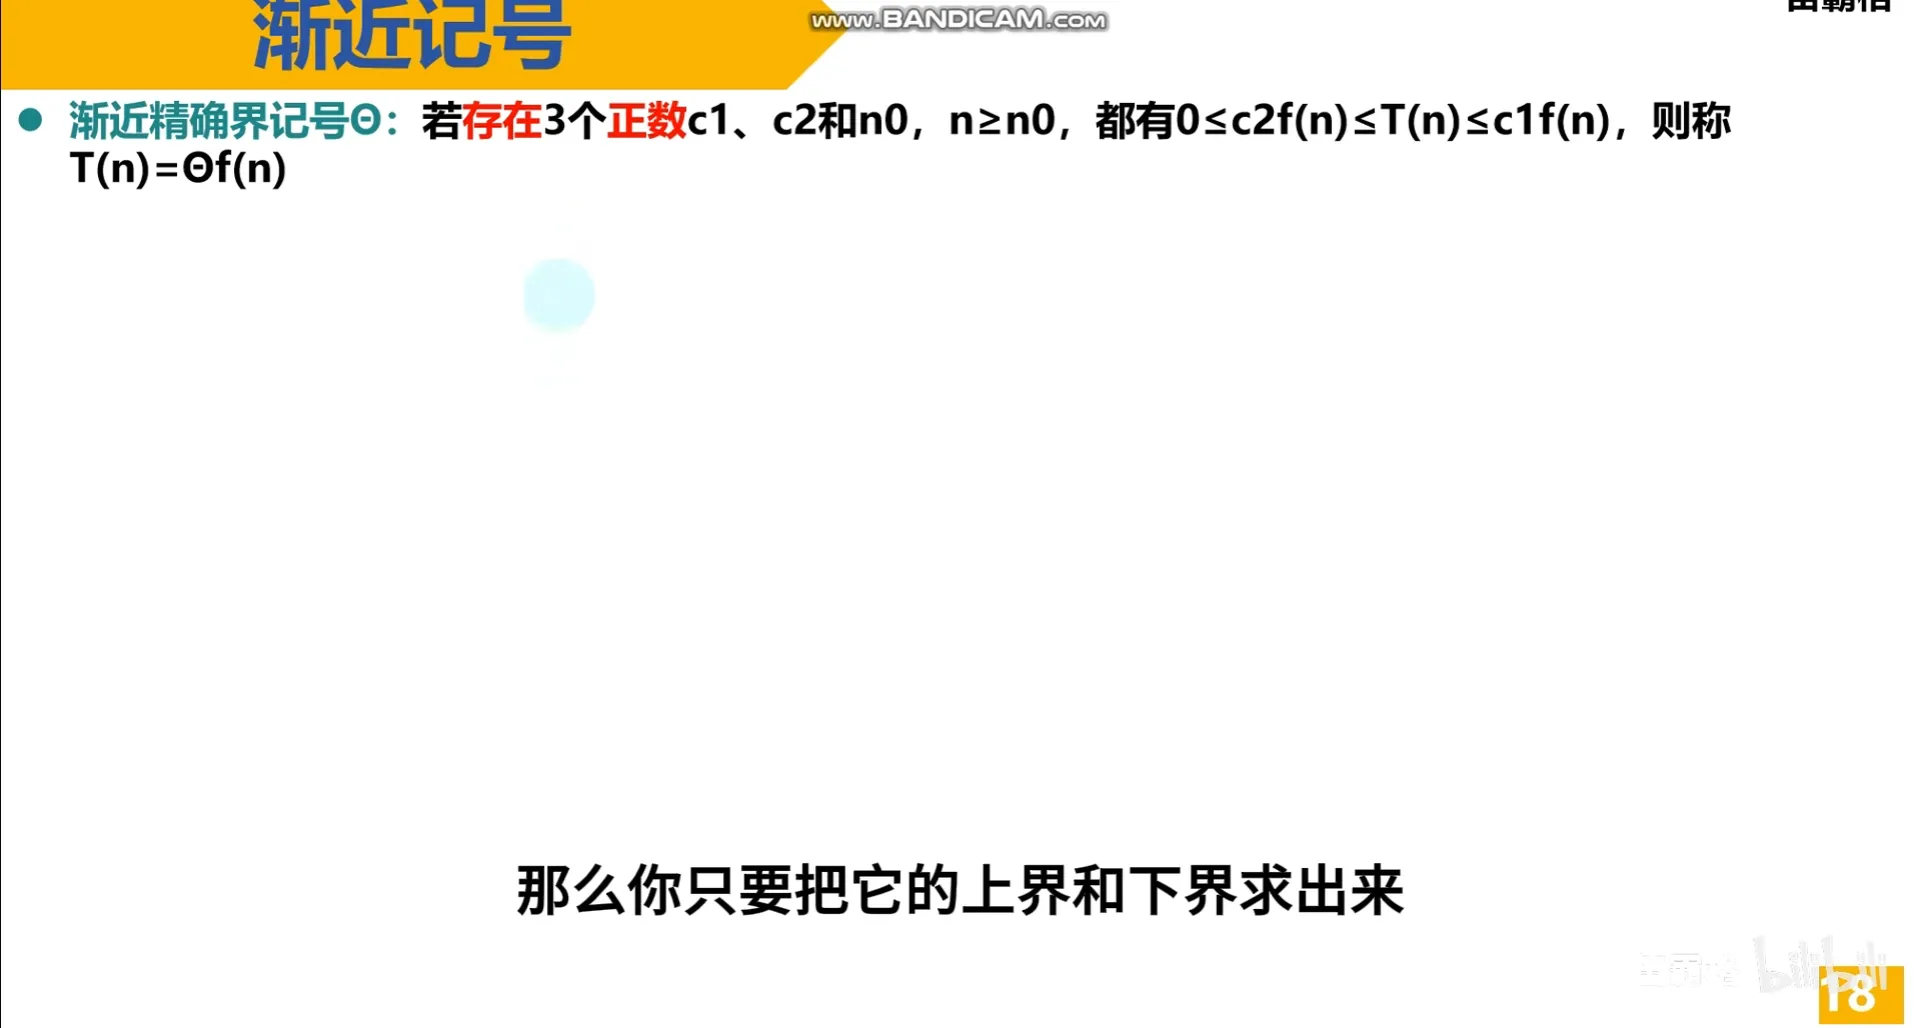 渐近记号
www.BANDICAM.com
渐近精确界记号Θ：若存在3个正数c1、c2和n0，n≥n0，都有0≤c2f(n)≤T(n)≤c1f(n)，则称
T(n)=Θf(n)
那么你只要把它的上界和下界求出来
bilibili
18